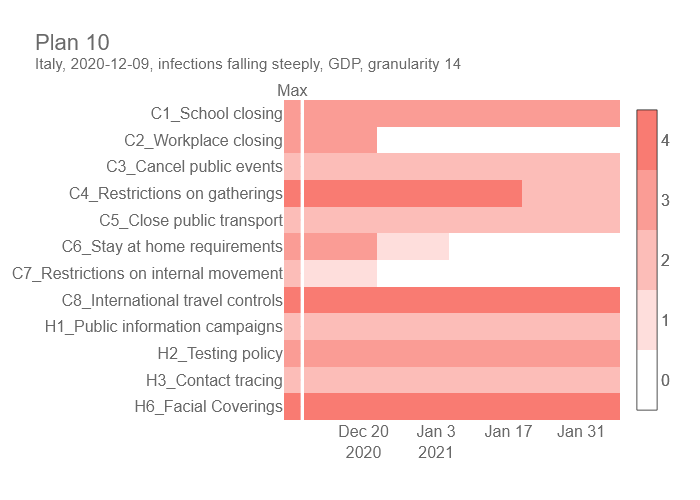 Plan 10
Italy, 2020-12-09, infections falling steeply, GDP, granularity 14
Max
C1_School closing
C2_Workplace closing
C3_Cancel public events
C4_Restrictions on gatherings
C5_Close public transport
C6_Stay at home requirements
C7_Restrictions on internal movement
C8_International travel controls
H1_Public information campaigns
H2_Testing policy
H3_Contact tracing
H6_Facial Coverings
Dec 20 Jan 3 Jan 17 Jan 31
2020 2021
4
3
2
1
0